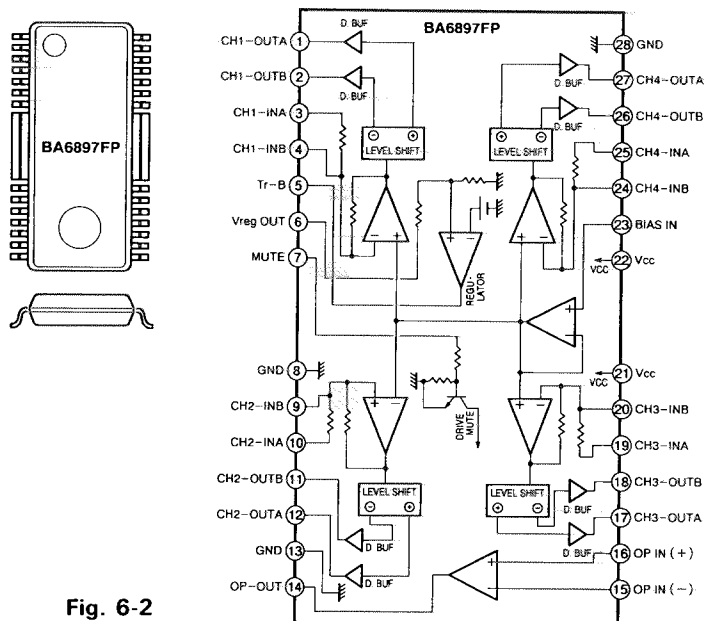 BA6897FP
BA6897FP
CH1-OUTA 1
CH1-OUTB 2
CH1-INA 3
CH1-INB 4
Tr-B 5
Vreg OUT 6
MUTE 7
GND 8
CH2-INB 9
CH2-INA 10
CH2-OUTB 11
CH2-OUTA 12
GND 13
OP-OUT 14
28 GND
27 CH4-OUTA
26 CH4-OUTB
25 CH4-INA
24 CH4-INB
23 BIAS IN
VCC 22 Vcc
VCC 21 Vcc
20 CH3-INB
19 CH3-INA
18 CH3-OUTB
17 CH3-OUTA
16 OP IN (+)
15 OP IN (-)
D. BUF
D. BUF
- +
LEVEL SHIFT
- +
D. BUF
D. BUF
+ -
LEVEL SHIFT
+ -
+ -
REGU-
LATOR
+
-
+ -
DRIVE
MUTE
+ -
LEVEL SHIFT
- +
D. BUF
D. BUF
LEVEL SHIFT
+ -
D. BUF
D. BUF
+
-
Fig. 6-2